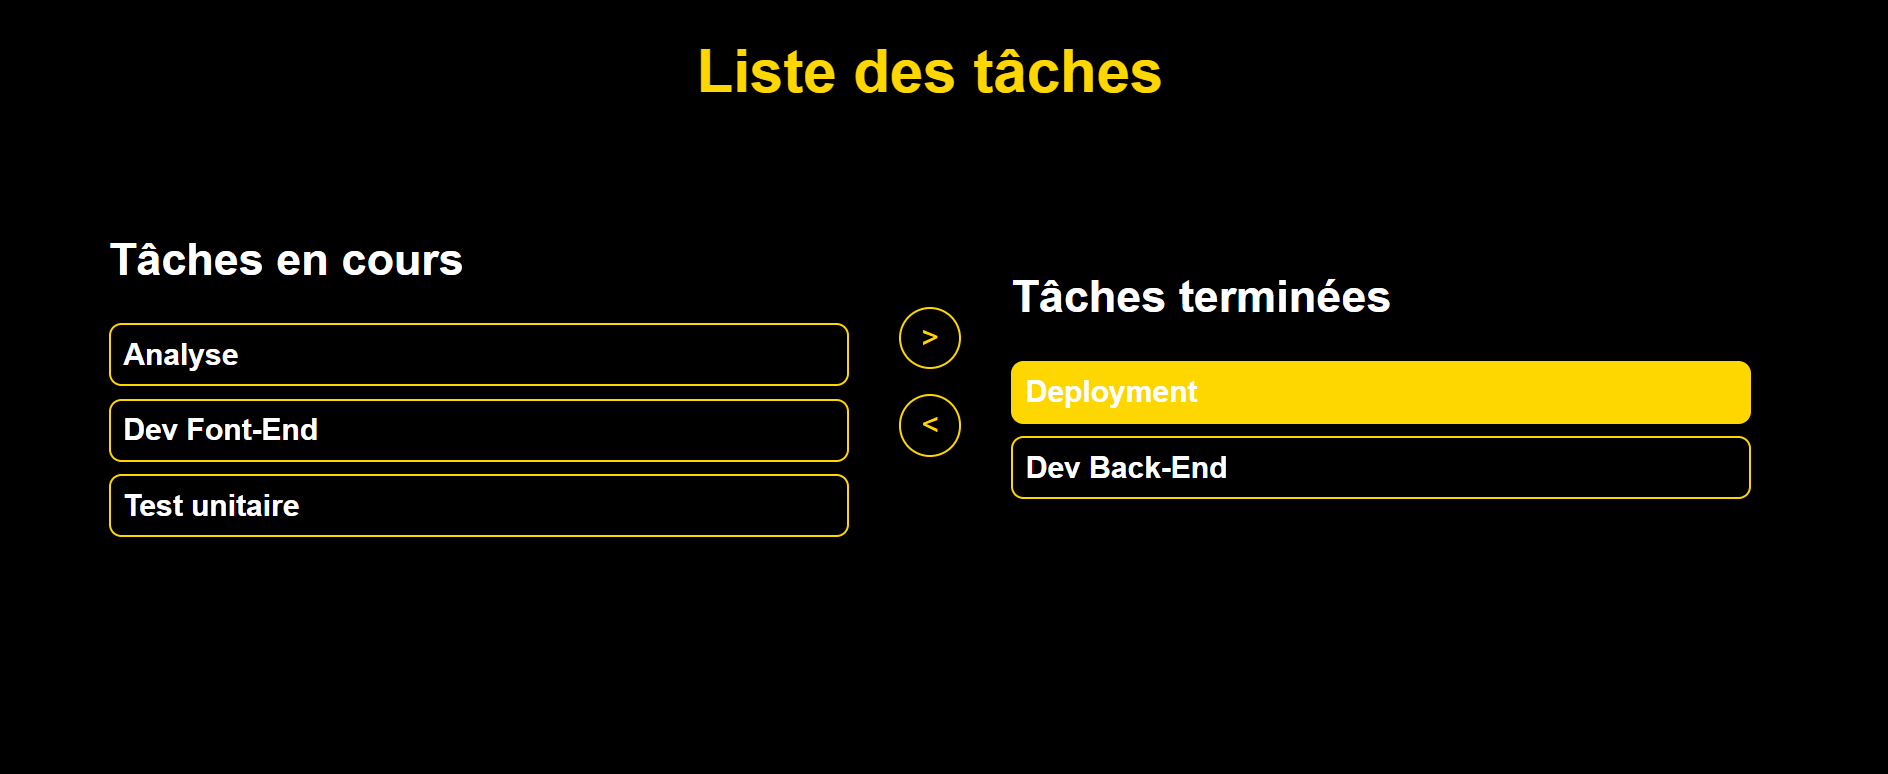 Liste des tâches
Tâches en cours
Analyse
Dev Font-End
Test unitaire
>
<
Tâches terminées
Deployment
Dev Back-End